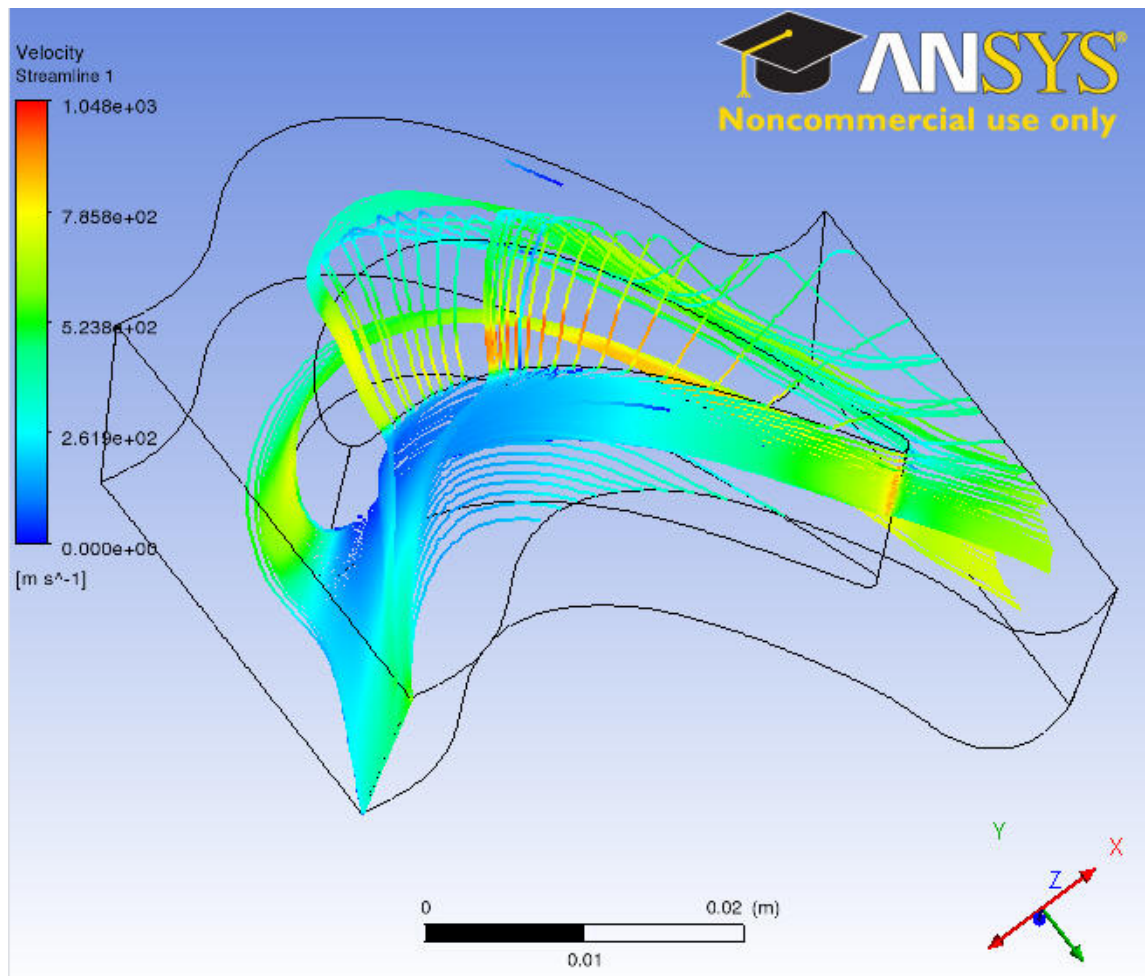 Velocity
Streamline 1
1.048e+03
7.858e+02
5.238e+02
2.619e+02
0.000e+00
[m s^-1]
ANSYS®
Noncommercial use only
0 0.02 (m)
0.01
Y
X
Z